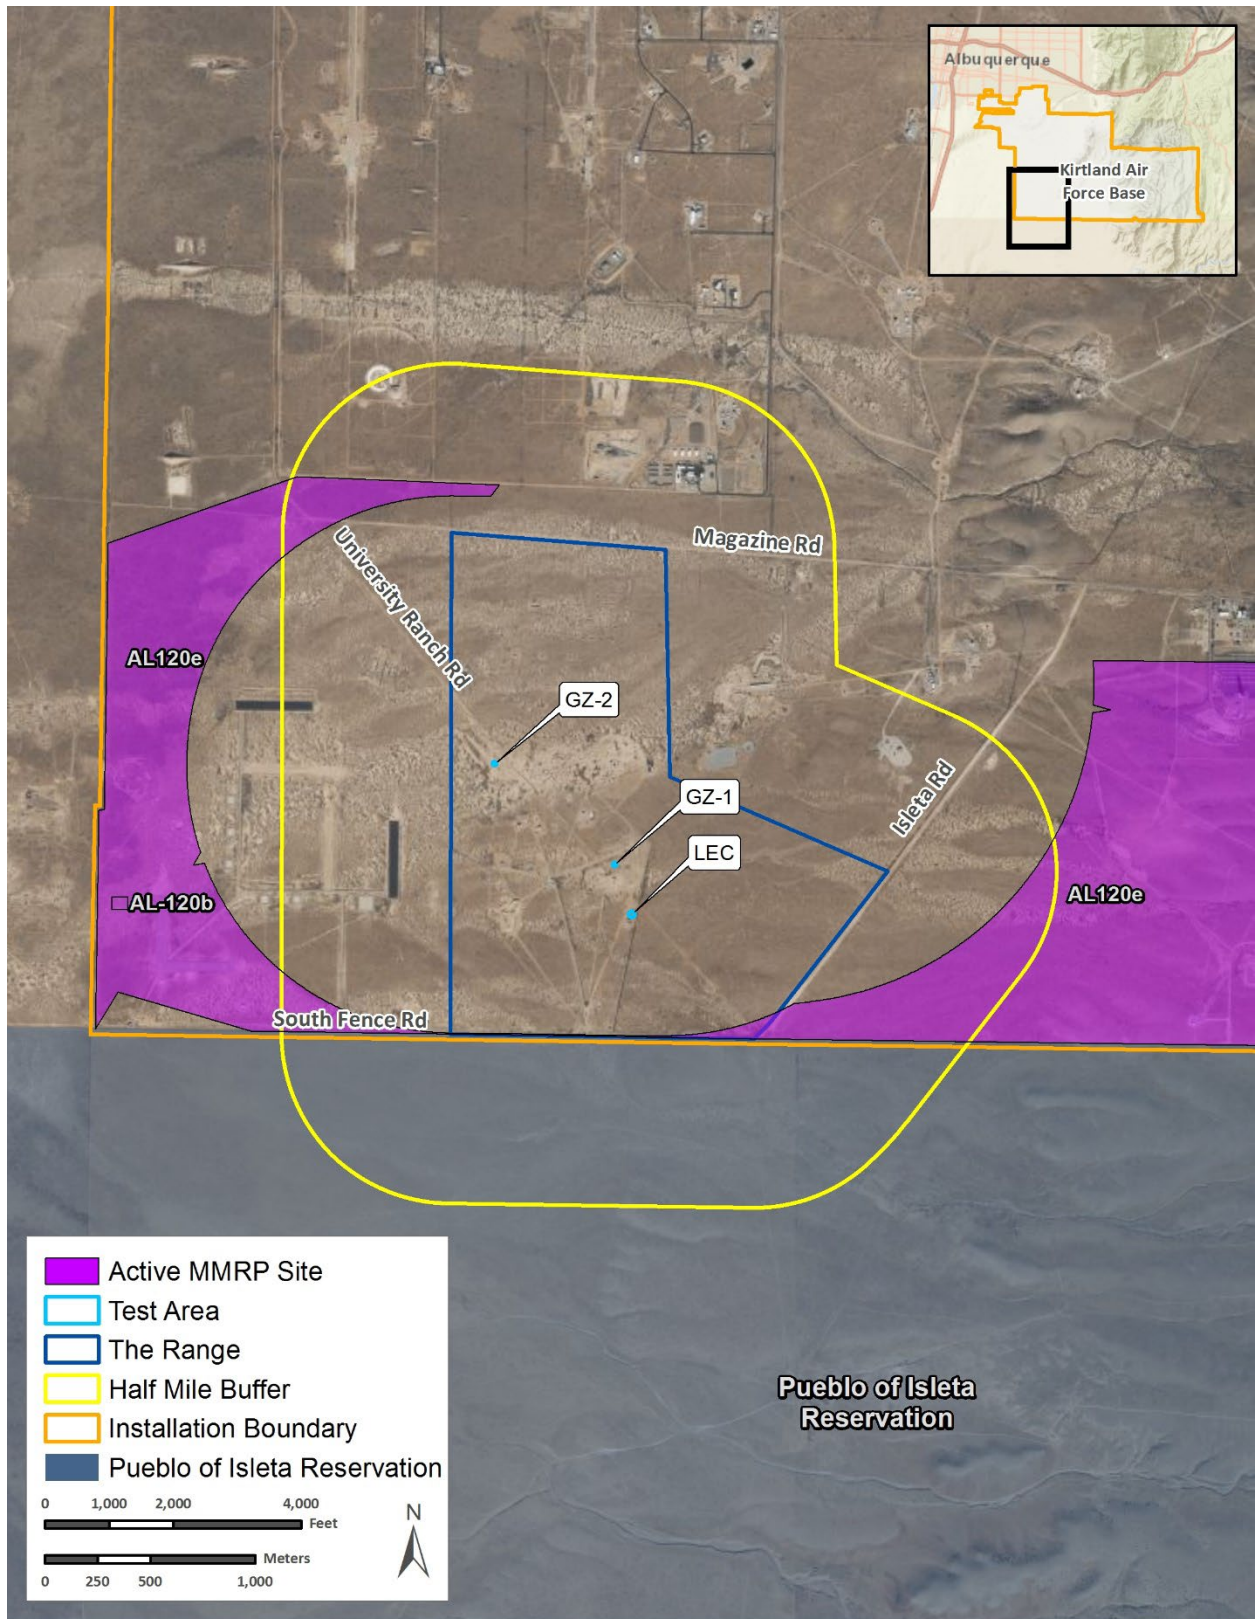 Albuquerque
Kirtland Air
Force Base
Magazine Rd
University Ranch Rd
AL120e
GZ-2
GZ-1
Isleta Rd
LEC
AL120e
AL-120b
South Fence Rd
Active MMRP Site
Test Area
The Range
Half Mile Buffer
Installation Boundary
Pueblo of Isleta Reservation
0 1,000 2,000 4,000
Feet
Meters
0 250 500 1,000
N
Pueblo of Isleta
Reservation